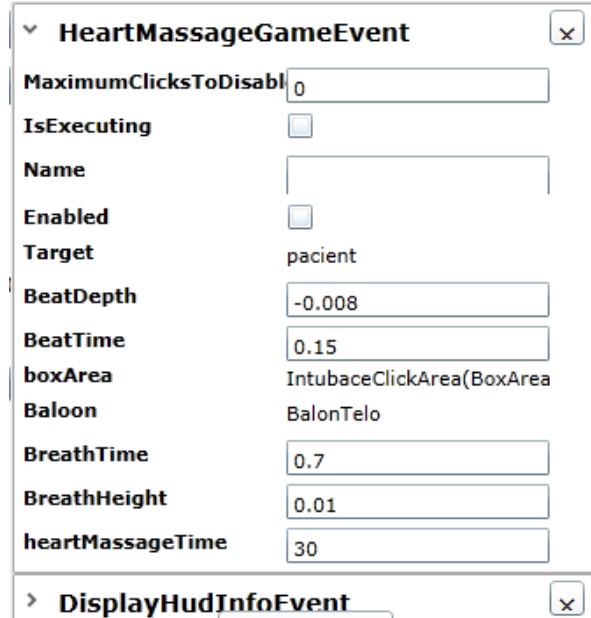 HeartMassageGameEvent
MaximumClicksToDisabl 0
IsExecuting
Name
Enabled
Target pacient
BeatDepth -0.008
BeatTime 0.15
boxArea IntubaceClickArea(BoxArea
Baloon BalonTelo
BreathTime 0.7
BreathHeight 0.01
heartMassageTime 30
DisplayHudInfoEvent